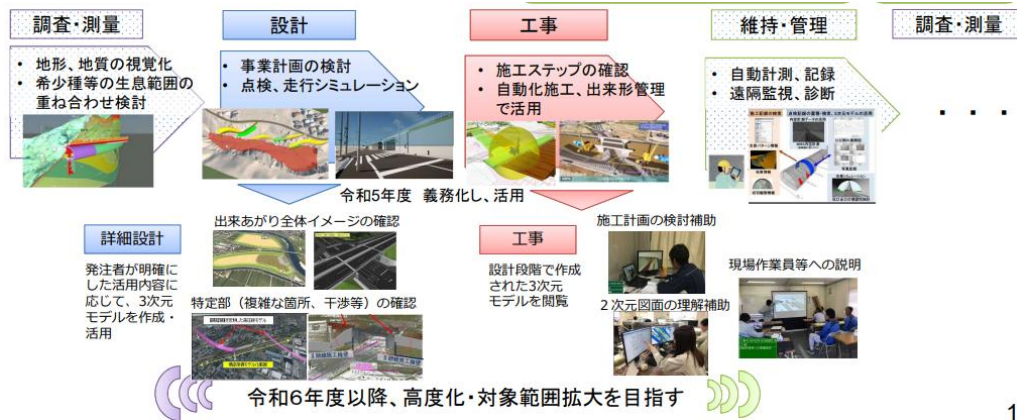 調査・測量
設計
工事
維持・管理
調査・測量
・ 地形、地質の視覚化
・ 希少種等の生息範囲の
重ね合わせ検討
・ 事業計画の検討
・ 点検、走行シミュレーション
・ 施工ステップの確認
・ 自動化施工、出来形管理
で活用
・ 自動計測、記録
・ 遠隔監視、診断
・・・
令和5年度 義務化し、活用
詳細設計
発注者が明確に
した活用内容に
応じて、3次元
モデルを作成・
活用
出来あがり全体イメージの確認
特定部（複雑な箇所、干渉等）の確認
工事
設計段階で作成
された3次元
モデルを閲覧
施工計画の検討補助
２次元図面の理解補助
現場作業員等への説明
令和６年度以降、高度化・対象範囲拡大を目指す
1